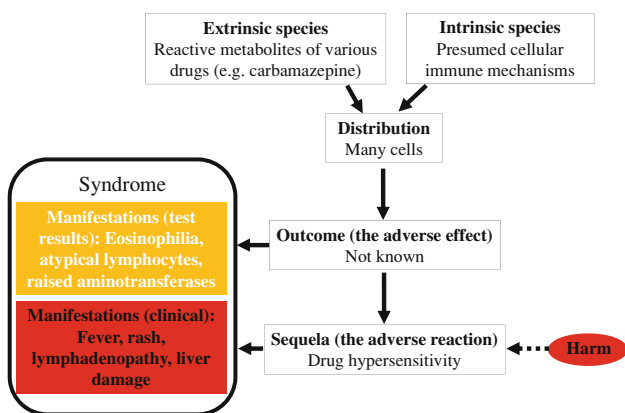 Extrinsic species
Reactive metabolites of various
drugs (e.g. carbamazepine)
Intrinsic species
Presumed cellular
immune mechanisms
Distribution
Many cells
Syndrome
Manifestations (test
results): Eosinophilia,
atypical lymphocytes,
raised aminotransferases
Outcome (the adverse effect)
Not known
Manifestations (clinical):
Fever, rash,
lymphadenopathy, liver
damage
Sequela (the adverse reaction)
Drug hypersensitivity
Harm